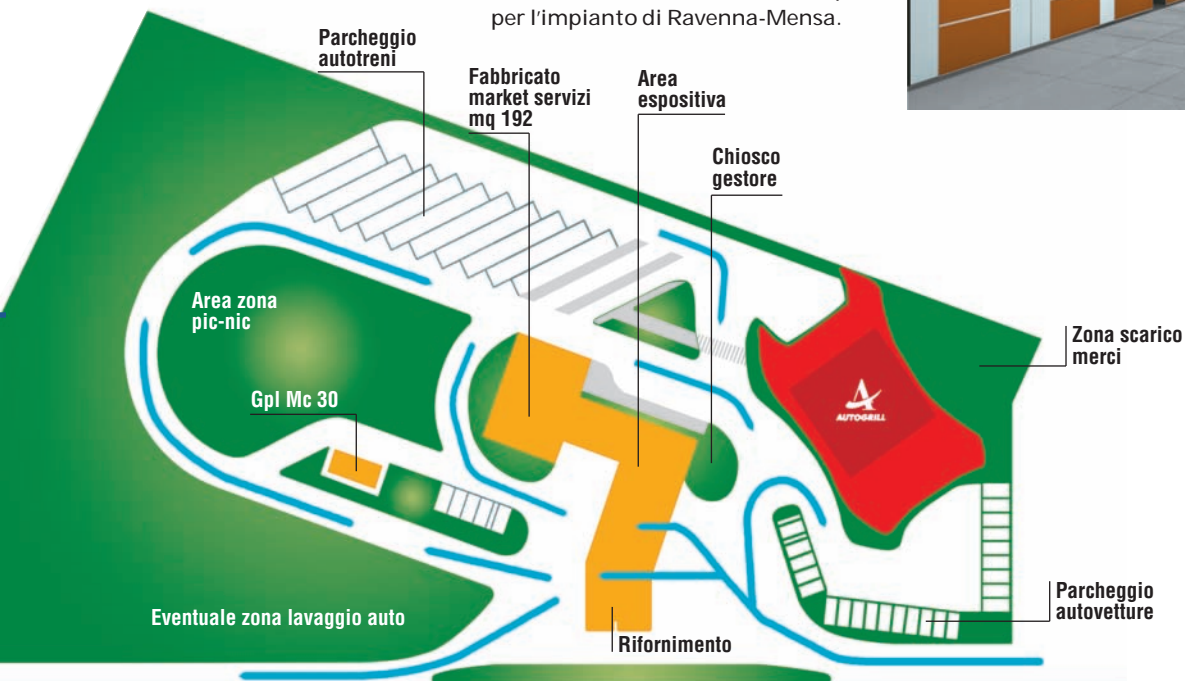 per l'impianto di Ravenna-Mensa.
Parcheggio
autotreni
Fabbricato
market servizi
mq 192
Area
espositiva
Chiosco
gestore
Area zona
pic-nic
Zona scarico
merci
Gpl Mc 30
AUTOGRILL
Parcheggio
autovetture
Eventuale zona lavaggio auto
Rifornimento